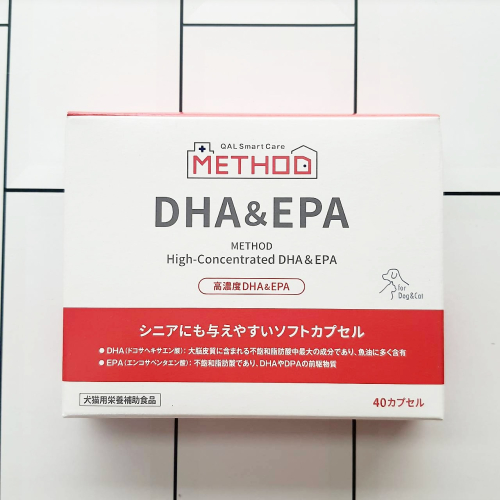 QAL Smart Care
METHOD
DHA&EPA
METHOD
High-Concentrated DHA & EPA
高濃度DHA&EPA
for
Dog&Cat
シニアにも与えやすいソフトカプセル
● DHA(ドコサヘキサエン酸):大脳皮質に含まれる不飽和脂肪酸中最大の成分であり、魚油に多く含有
● EPA(エンコサペンタエン酸):不飽和脂肪酸であり、DHAやDPAの前駆物質
犬猫用栄養補助食品
40カプセル